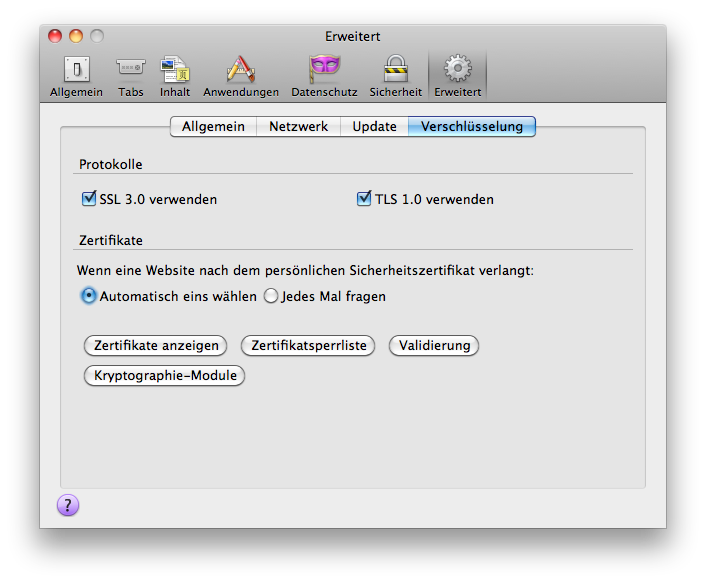 Erweitert
Allgemein Tabs Inhalt Anwendungen Datenschutz Sicherheit Erweitert
Allgemein Netzwerk Update Verschlüsselung
Protokolle
SSL 3.0 verwenden TLS 1.0 verwenden
Zertifikate
Wenn eine Website nach dem persönlichen Sicherheitszertifikat verlangt:
Automatisch eins wählen Jedes Mal fragen
Zertifikate anzeigen Zertifikatsperrliste Validierung
Kryptographie-Module
?